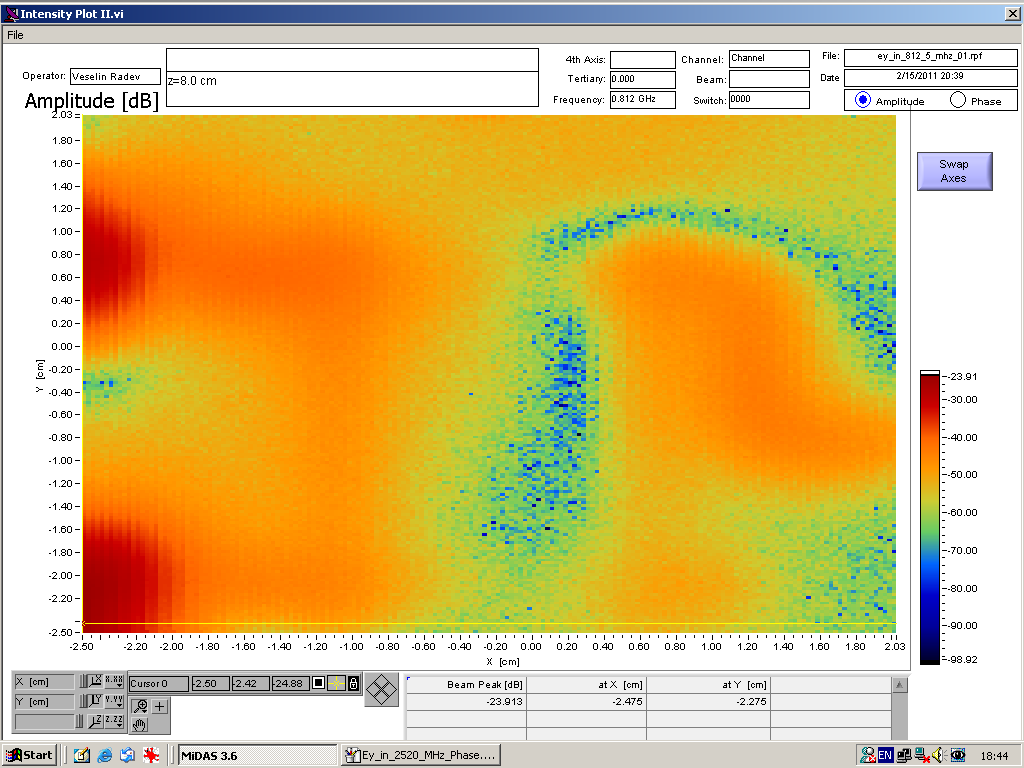 Intensity Plot II.vi
File
Operator: Veselin Radev
z=8.0 cm
4th Axis:
Tertiary: 0.000
Frequency: 0.812 GHz
Channel: Channel
Beam:
Switch: 0000
File: ey_in_812_5_mhz_01.rpf
Date 2/15/2011 20:39
Amplitude Phase
Amplitude [dB]
Swap
Axes
2.03
1.80
1.60
1.40
1.20
1.00
0.80
0.60
0.40
0.20
0.00
-0.20
-0.40
-0.60
-0.80
-1.00
-1.20
-1.40
-1.60
-1.80
-2.00
-2.20
-2.50
Y [cm]
-2.50 -2.20 -2.00 -1.80 -1.60 -1.40 -1.20 -1.00 -0.80 -0.60 -0.40 -0.20 0.00 0.20 0.40 0.60 0.80 1.00 1.20 1.40 1.60 1.80 2.03
X [cm]
-23.91
-30.00
-40.00
-50.00
-60.00
-70.00
-80.00
-90.00
-98.92
X [cm] X X.XX
Y [cm] Y Y.YY
Z Z.ZZ
Cursor 0 -2.50 -2.42 -24.88
Beam Peak [dB] at X [cm] at Y [cm]
-23.913 -2.475 -2.275
Start MiDAS 3.6 Ey_in_2520_MHz_Phase.... EN 18:44